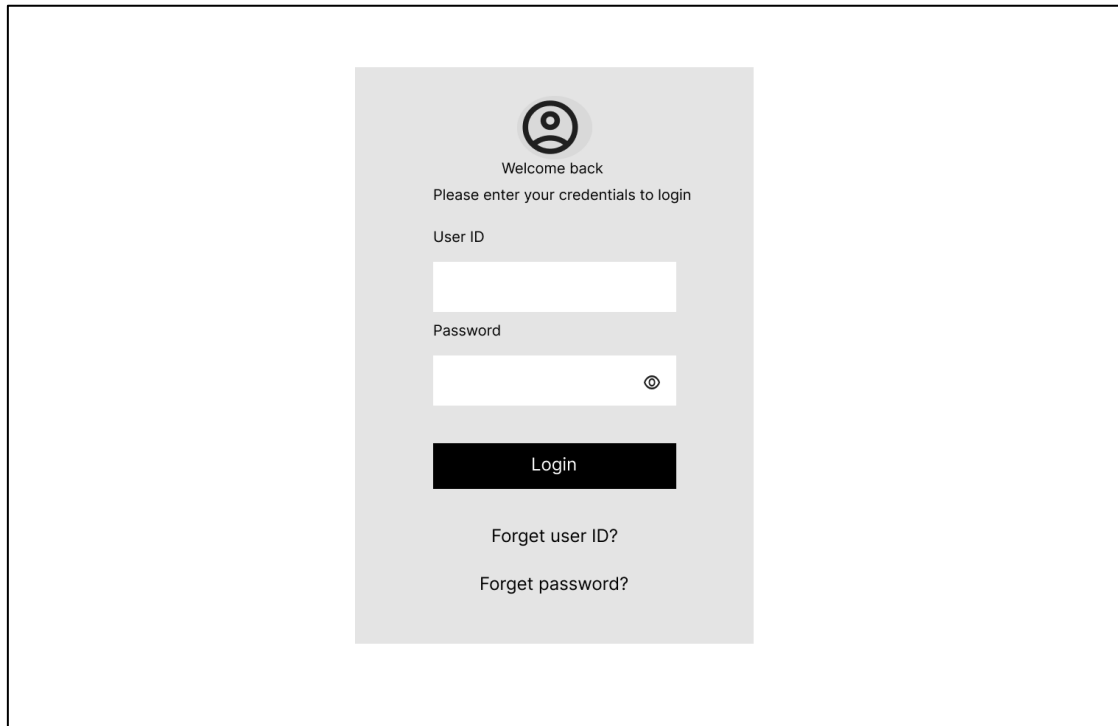 Welcome back
Please enter your credentials to login
User ID
Password
Login
Forget user ID?
Forget password?